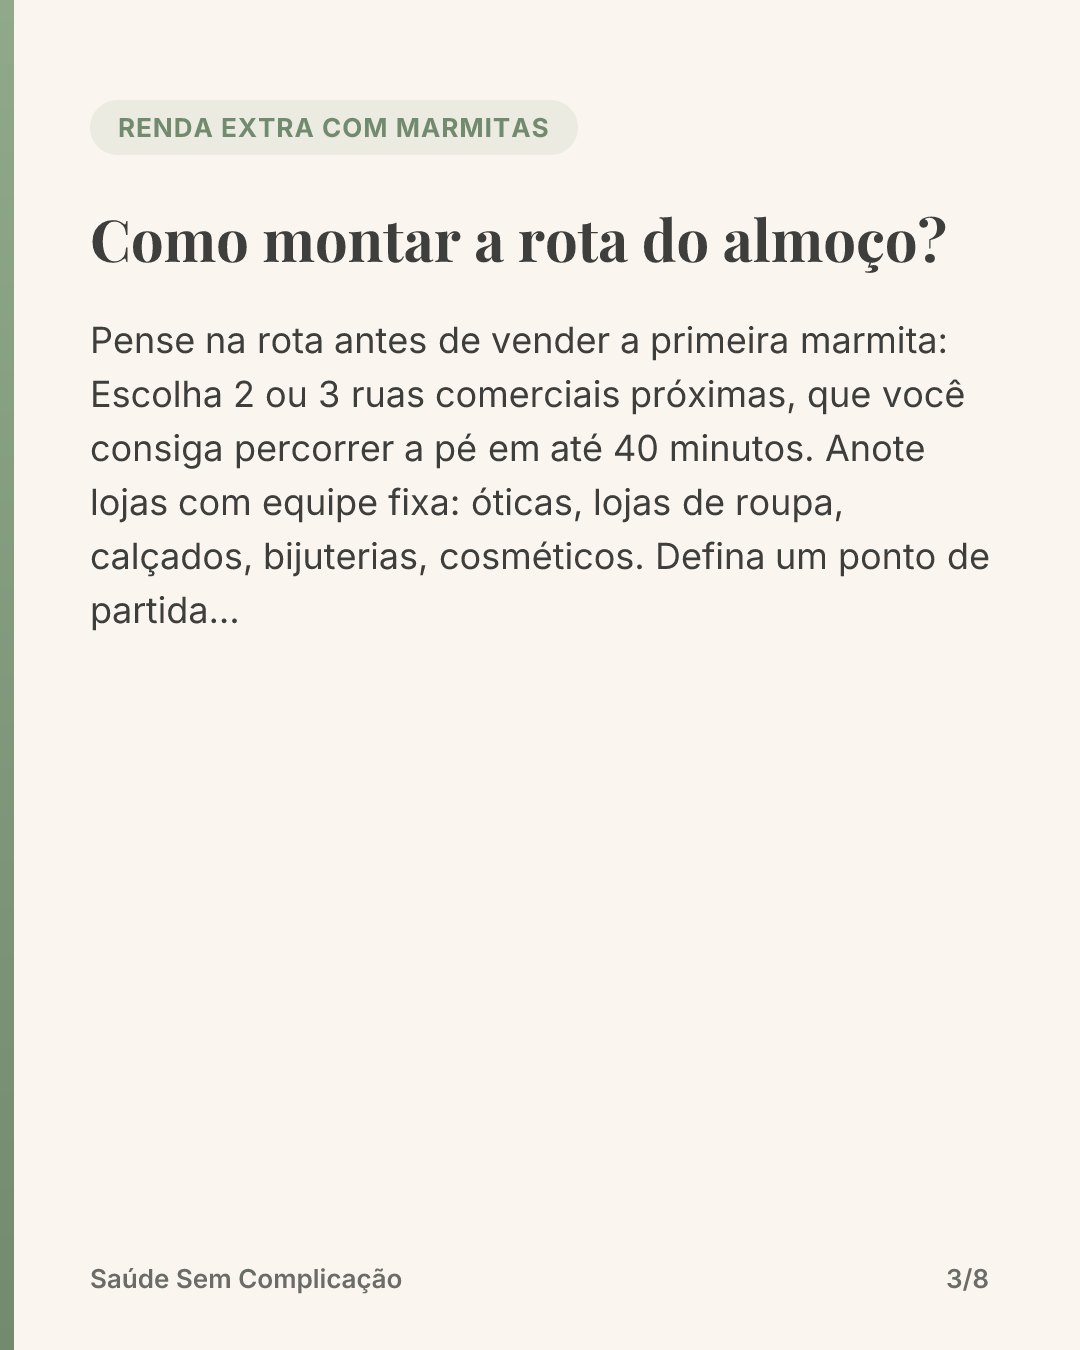 RENDA EXTRA COM MARMITAS
Como montar a rota do almoço?
Pense na rota antes de vender a primeira marmita:
Escolha 2 ou 3 ruas comerciais próximas, que você
consiga percorrer a pé em até 40 minutos. Anote
lojas com equipe fixa: óticas, lojas de roupa,
calçados, bijuterias, cosméticos. Defina um ponto de
partida...
Saúde Sem Complicação
3/8